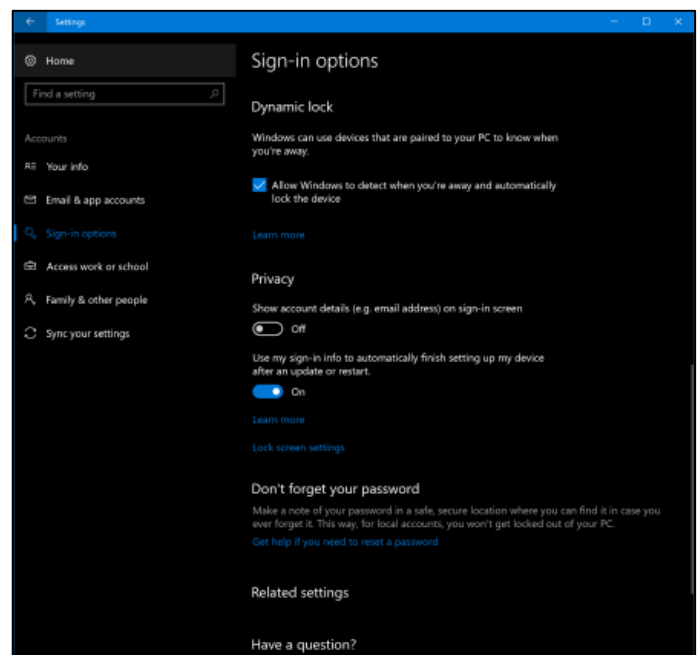 Settings
Home
Find a setting
Accounts
Your info
Email & app accounts
Sign-in options
Access work or school
Family & other people
Sync your settings
Sign-in options
Dynamic lock
Windows can use devices that are paired to your PC to know when
you're away.
Allow Windows to detect when you're away and automatically
lock the device
Learn more
Privacy
Show account details (e.g. email address) on sign-in screen
Off
Use my sign-in info to automatically finish setting up my device
after an update or restart.
On
Learn more
Lock screen settings
Don't forget your password
Make a note of your password in a safe, secure location where you can find it in case you
ever forget it. This way, for local accounts, you won't get locked out of your PC.
Get help if you need to reset a password
Related settings
Have a question?